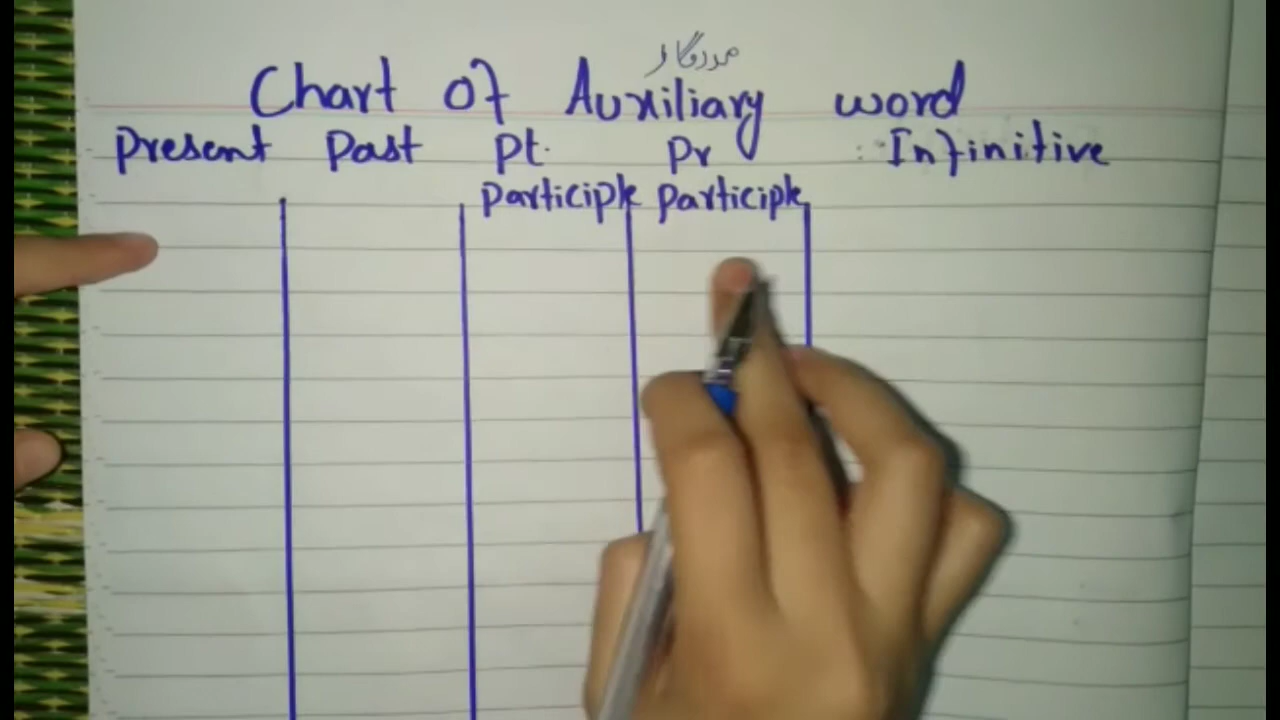 مددگار
Chart of Auxiliary word
Present Past Pt. Pr : Infinitive
Participle Participle